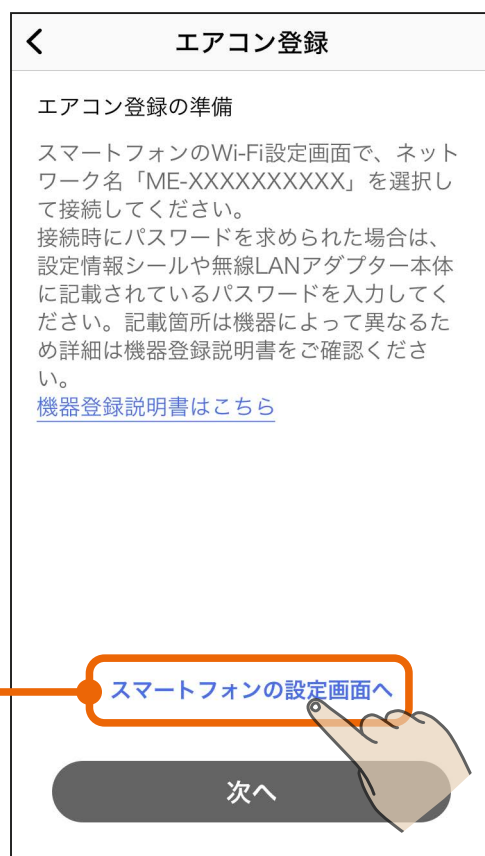 エアコン登録
エアコン登録の準備
スマートフォンのWi-Fi設定画面で、ネット
ワーク名「ME-XXXXXXXXXX」を選択し
て接続してください。
接続時にパスワードを求められた場合は、
設定情報シールや無線LANアダプター本体
に記載されているパスワードを入力してく
ださい。記載箇所は機器によって異なるた
め詳細は機器登録説明書をご確認くださ
い。
機器登録説明書はこちら
スマートフォンの設定画面へ
次へ